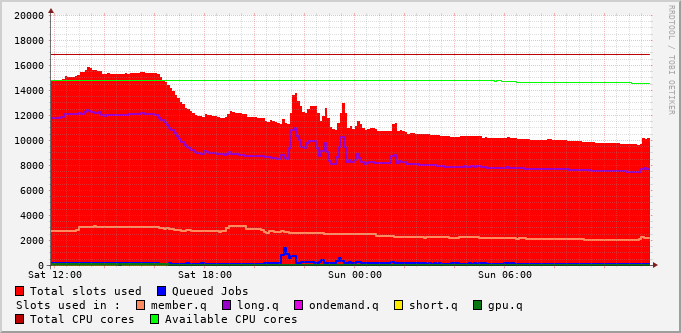 20000
18000
16000
14000
12000
10000
8000
6000
4000
2000
0
Sat 12:00 Sat 18:00 Sun 00:00 Sun 06:00
RRDTOOL / TOBI OETIKER
Total slots used Queued Jobs
Slots used in : member.q long.q ondemand.q short.q gpu.q
Total CPU cores Available CPU cores